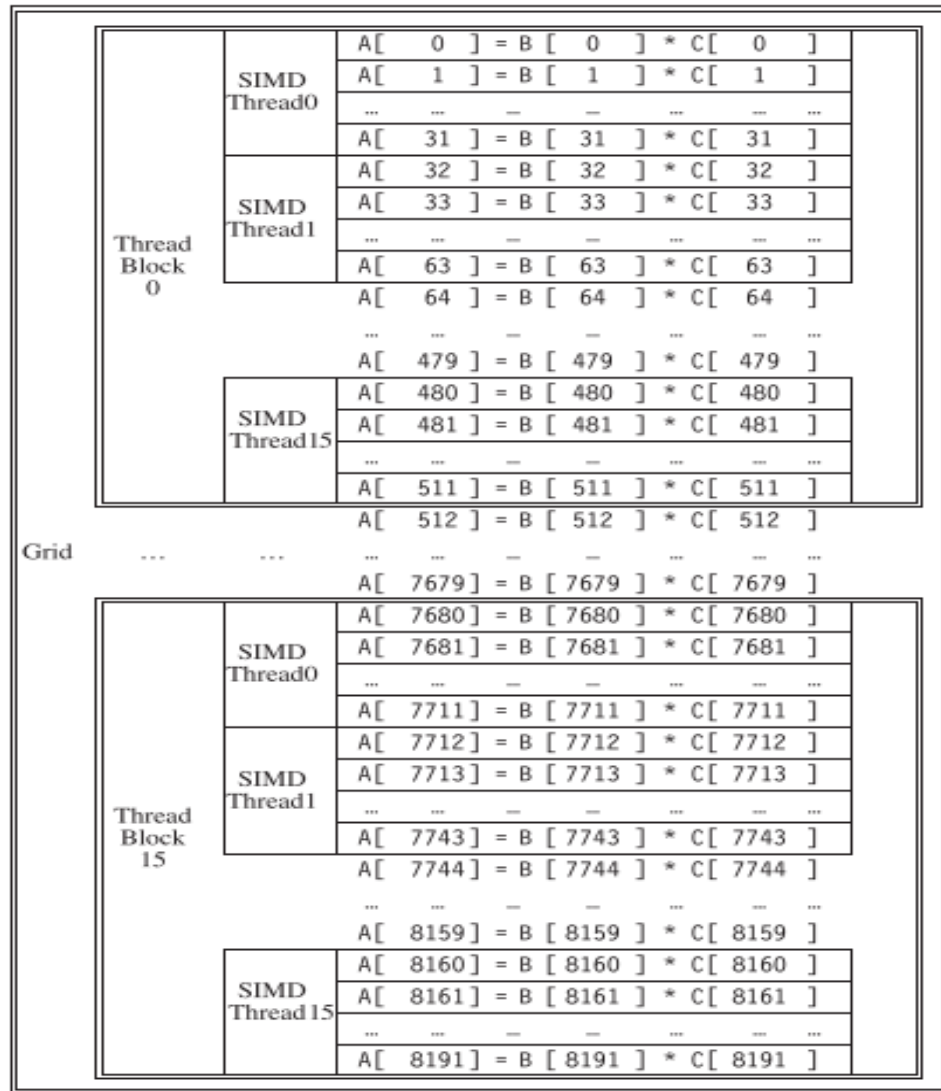 A[ 0 ] = B [ 0 ] * C[ 0 ]
SIMD Thread0
A[ 1 ] = B [ 1 ] * C[ 1 ]
... ... ... ... ... ... ...
A[ 31 ] = B [ 31 ] * C[ 31 ]
A[ 32 ] = B [ 32 ] * C[ 32 ]
SIMD Thread1
A[ 33 ] = B [ 33 ] * C[ 33 ]
... ... ... ... ... ... ...
Thread Block 0
A[ 63 ] = B [ 63 ] * C[ 63 ]
A[ 64 ] = B [ 64 ] * C[ 64 ]
... ... ... ... ... ... ...
A[ 479 ] = B [ 479 ] * C[ 479 ]
A[ 480 ] = B [ 480 ] * C[ 480 ]
SIMD Thread15
A[ 481 ] = B [ 481 ] * C[ 481 ]
... ... ... ... ... ... ...
A[ 511 ] = B [ 511 ] * C[ 511 ]
A[ 512 ] = B [ 512 ] * C[ 512 ]
Grid ... ... ... ... ... ... ... ... ...
A[ 7679] = B [ 7679 ] * C[ 7679 ]
A[ 7680] = B [ 7680 ] * C[ 7680 ]
SIMD Thread0
A[ 7681] = B [ 7681 ] * C[ 7681 ]
... ... ... ... ... ... ...
A[ 7711] = B [ 7711 ] * C[ 7711 ]
A[ 7712] = B [ 7712 ] * C[ 7712 ]
SIMD Thread1
A[ 7713] = B [ 7713 ] * C[ 7713 ]
... ... ... ... ... ... ...
Thread Block 15
A[ 7743] = B [ 7743 ] * C[ 7743 ]
A[ 7744] = B [ 7744 ] * C[ 7744 ]
... ... ... ... ... ... ...
A[ 8159] = B [ 8159 ] * C[ 8159 ]
A[ 8160] = B [ 8160 ] * C[ 8160 ]
SIMD Thread15
A[ 8161] = B [ 8161 ] * C[ 8161 ]
... ... ... ... ... ... ...
A[ 8191] = B [ 8191 ] * C[ 8191 ]